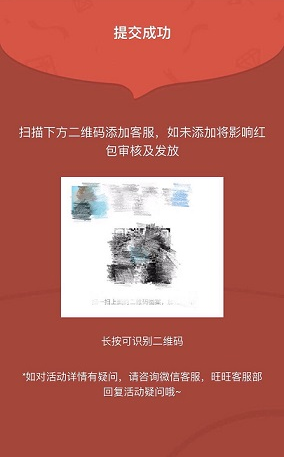 提交成功
扫描下方二维码添加客服，如未添加将影响红
包审核及发放
长按可识别二维码
*如对活动详情有疑问，请咨询微信客服，旺旺客服部
回复活动疑问哦~